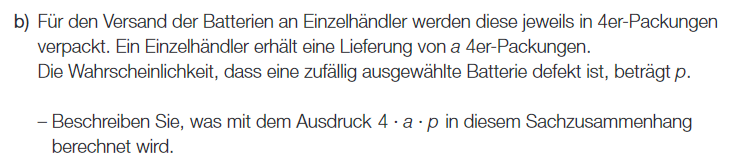 b) Für den Versand der Batterien an Einzelhändler werden diese jeweils in 4er-Packungen
verpackt. Ein Einzelhändler erhält eine Lieferung von a 4er-Packungen.
Die Wahrscheinlichkeit, dass eine zufällig ausgewählte Batterie defekt ist, beträgt p.
– Beschreiben Sie, was mit dem Ausdruck 4 · a · p in diesem Sachzusammenhang
berechnet wird.